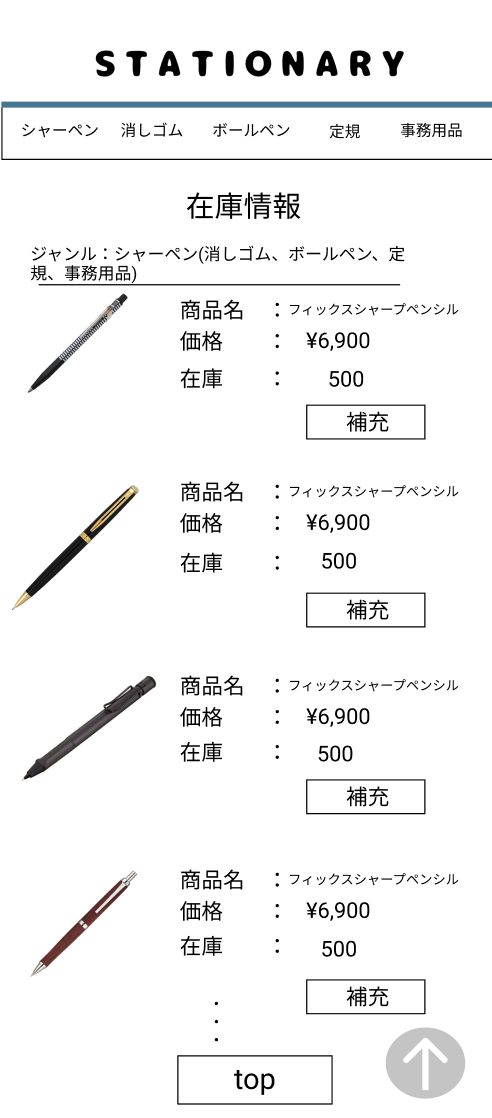 STATIONARY
シャーペン 消しゴム ボールペン 定規 事務用品
在庫情報
ジャンル：シャーペン(消しゴム、ボールペン、定
規、事務用品)
商品名 ：フィックスシャープペンシル
価格 ： ¥6,900
在庫 ： 500
補充
商品名 ：フィックスシャープペンシル
価格 ： ¥6,900
在庫 ： 500
補充
商品名 ：フィックスシャープペンシル
価格 ： ¥6,900
在庫 ： 500
補充
商品名 ：フィックスシャープペンシル
価格 ： ¥6,900
在庫 ： 500
補充
top